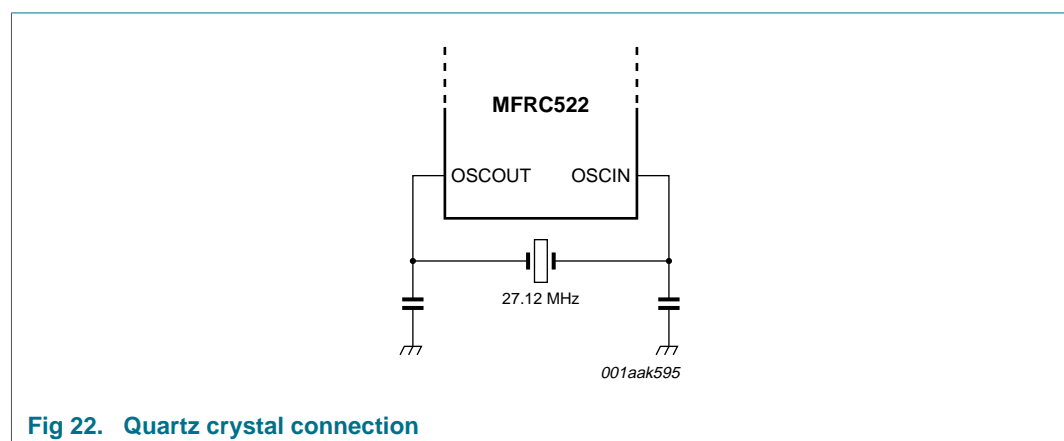 MFRC522
OSCOUT OSCIN
27.12 MHz
001aak595
Fig 22. Quartz crystal connection